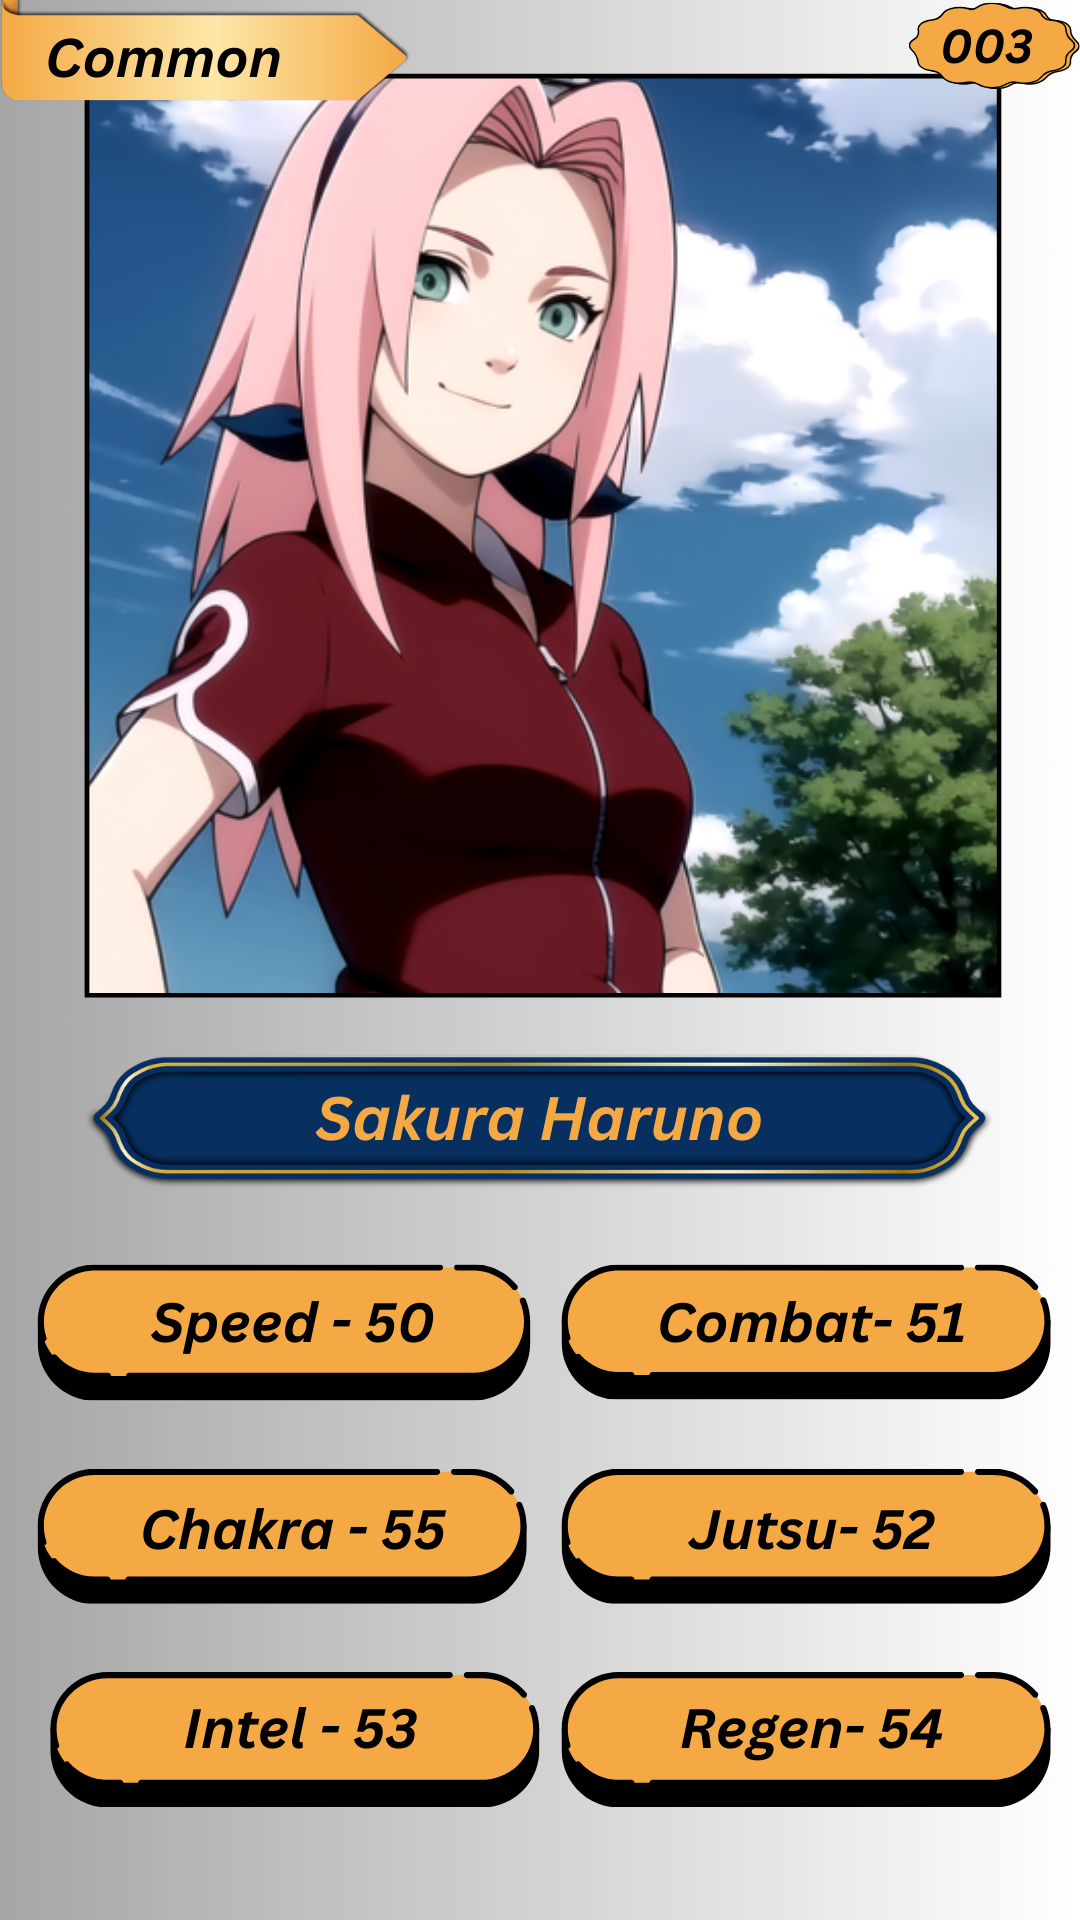 Common
003
Sakura Haruno
Speed - 50
Combat- 51
Chakra - 55
Jutsu- 52
Intel - 53
Regen- 54